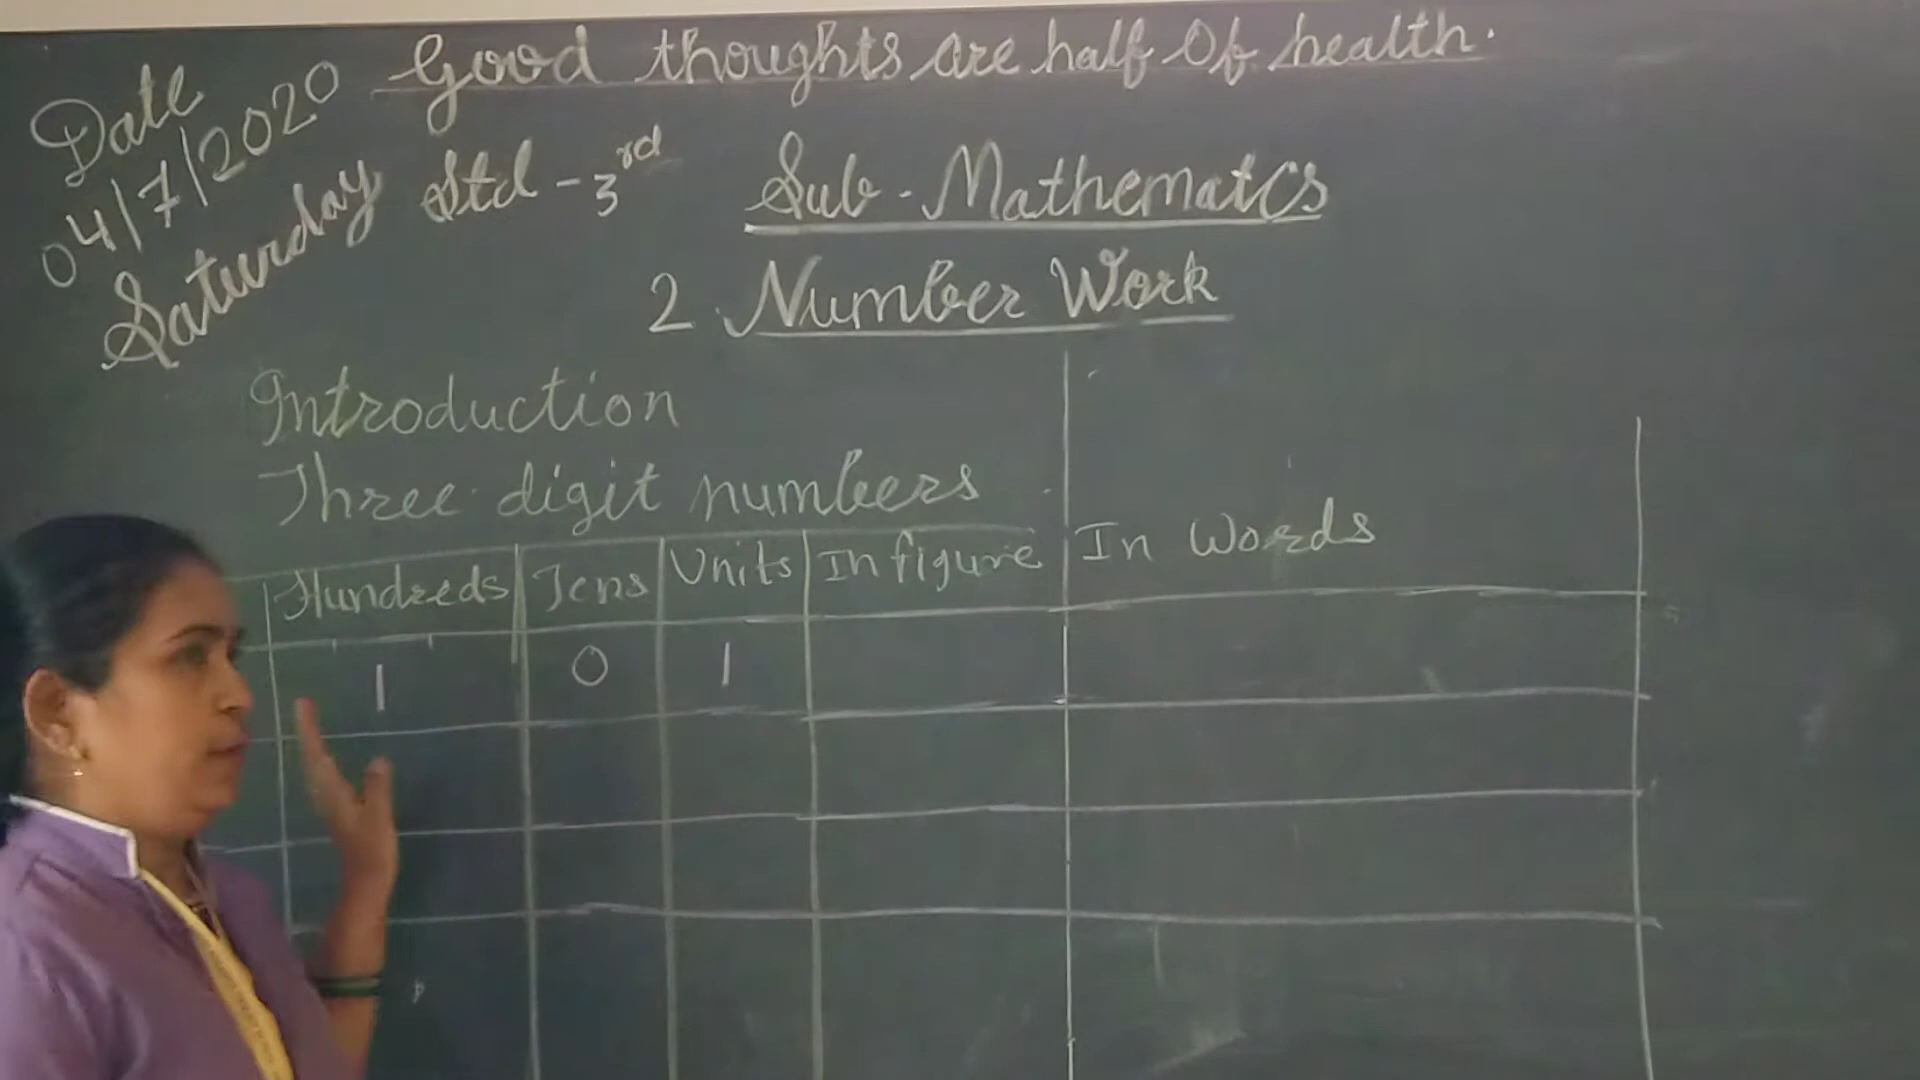 Good thoughts are half Of health.
Date
04/7/2020
Saturday
Std - 3rd
Sub - Mathematcs
2. Number Work
Introduction
Three digit numbers
Hundreds Tens Units In figure In Words
1 0 1